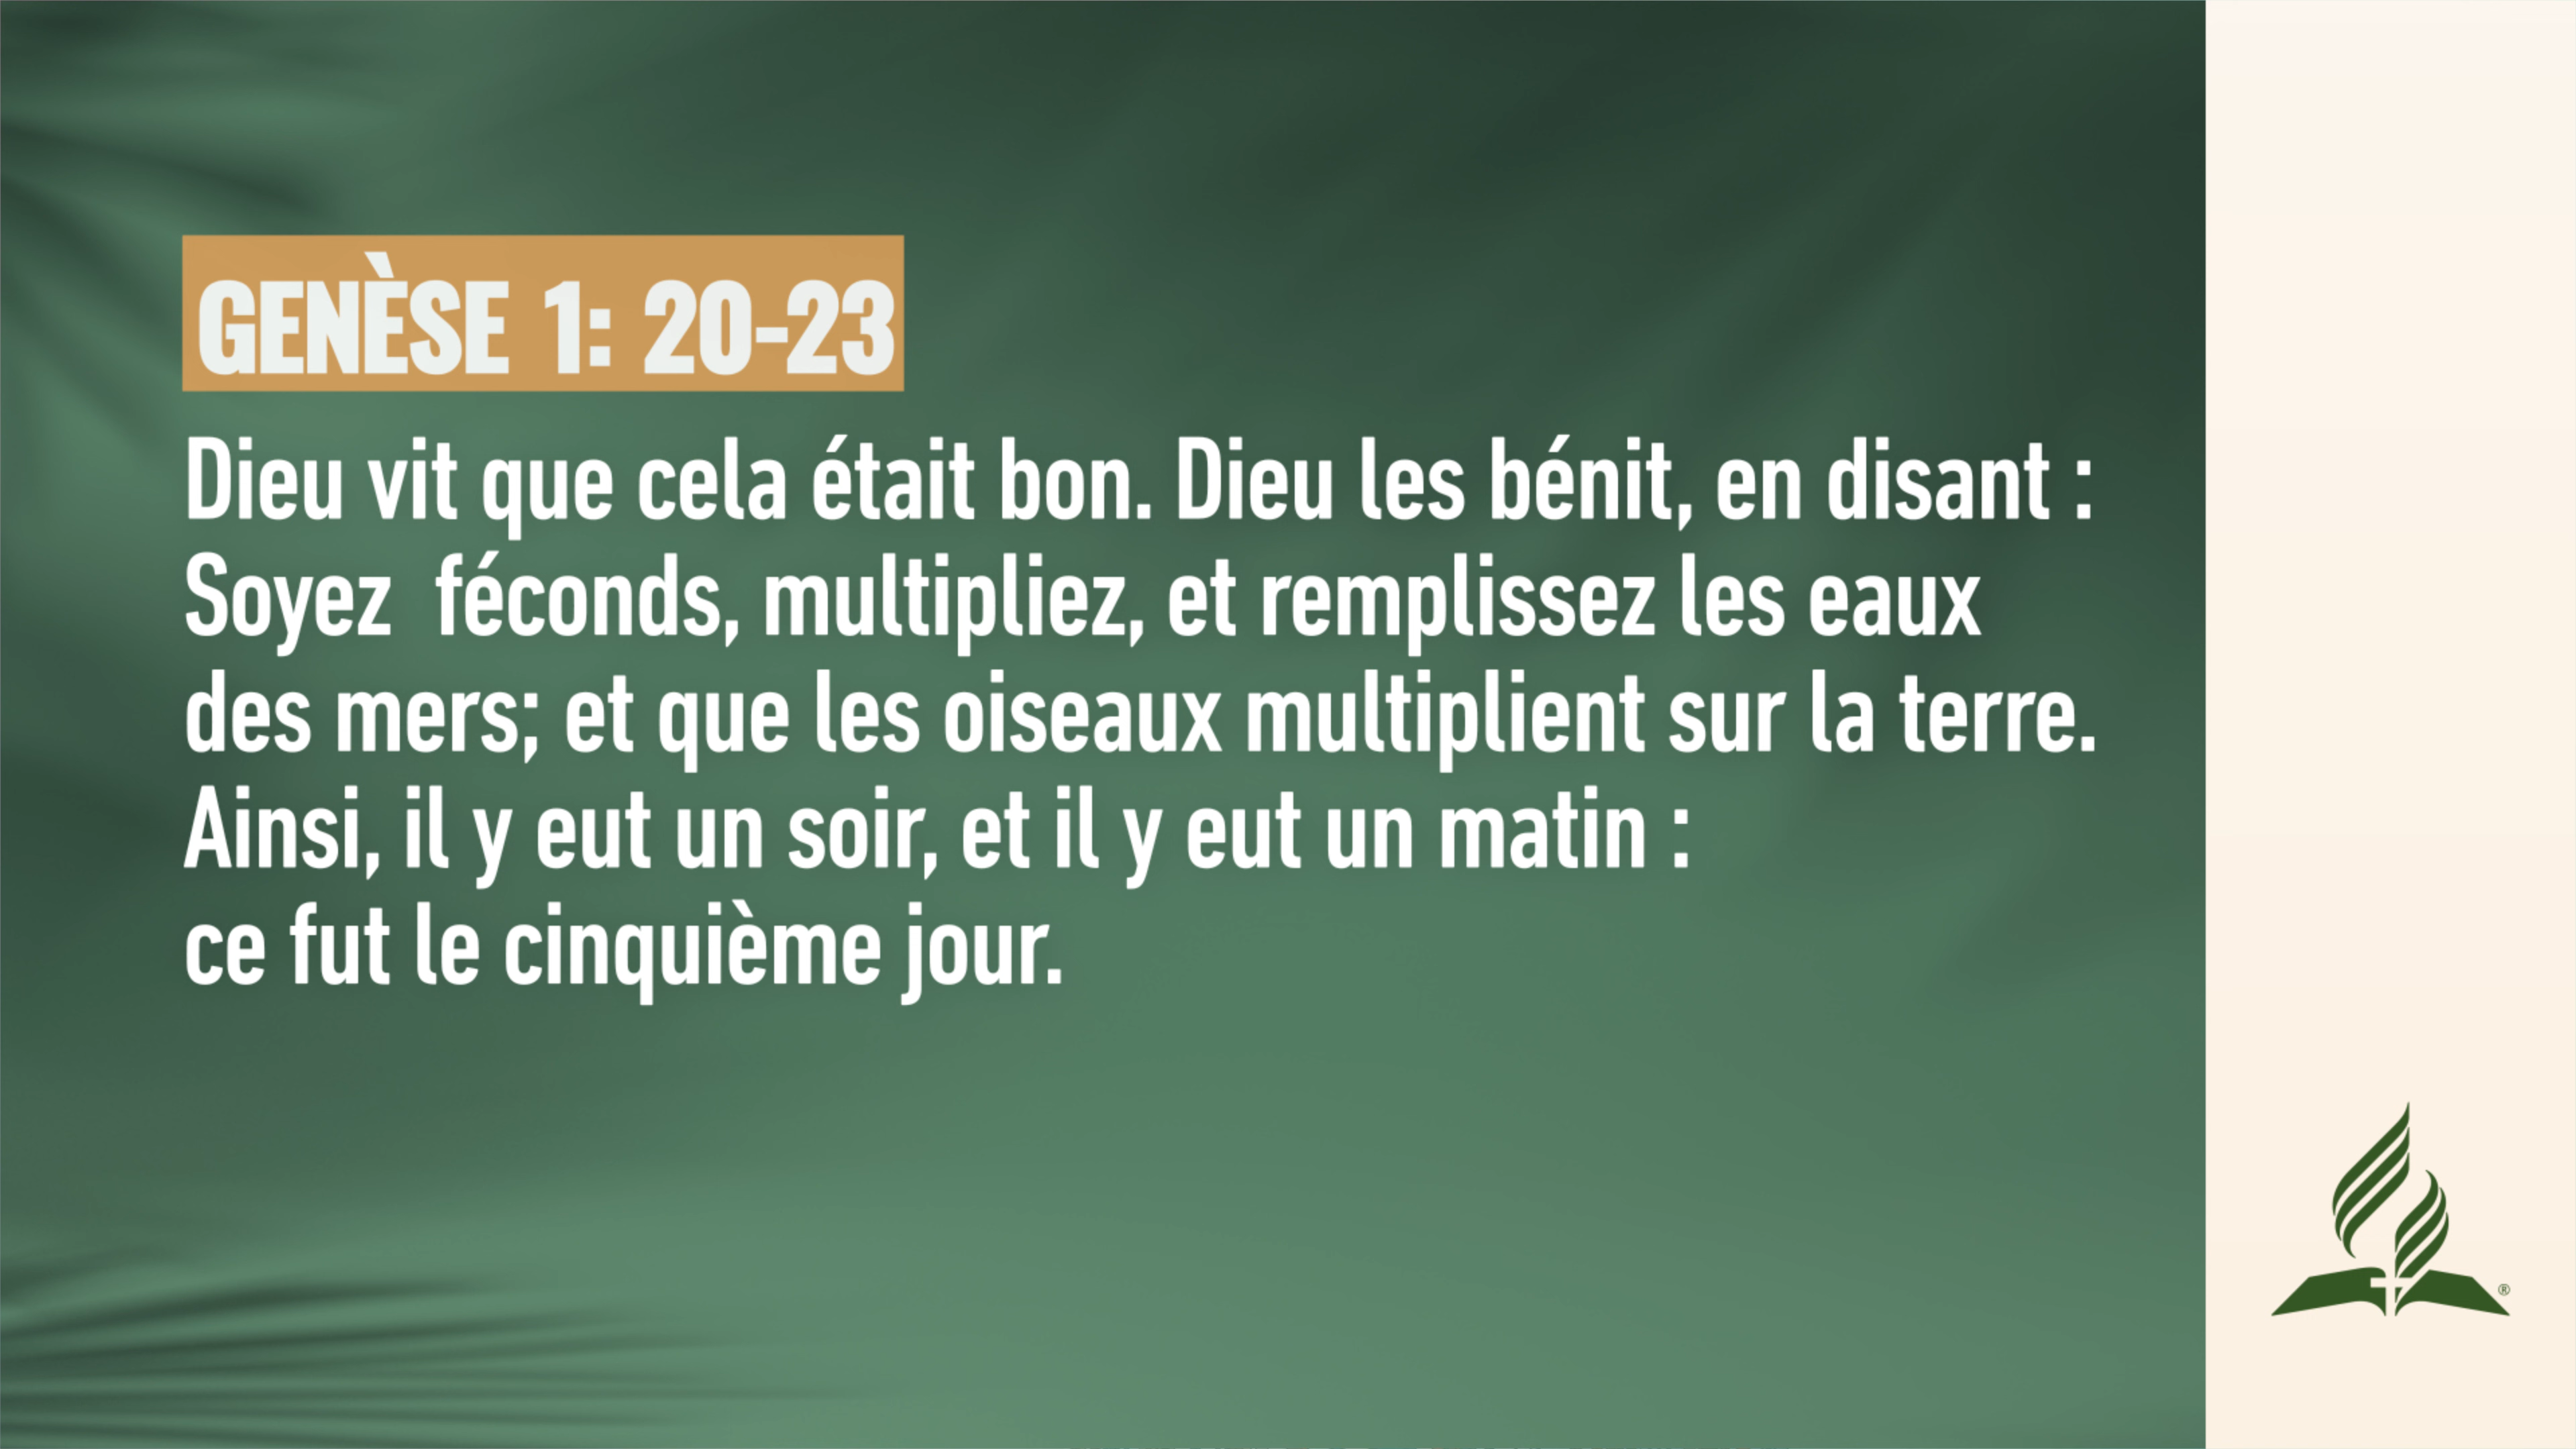 GENÈSE 1: 20-23
Dieu vit que cela était bon. Dieu les bénit, en disant :
Soyez  féconds, multipliez, et remplissez les eaux
des mers; et que les oiseaux multiplient sur la terre.
Ainsi, il y eut un soir, et il y eut un matin :
ce fut le cinquième jour.
®